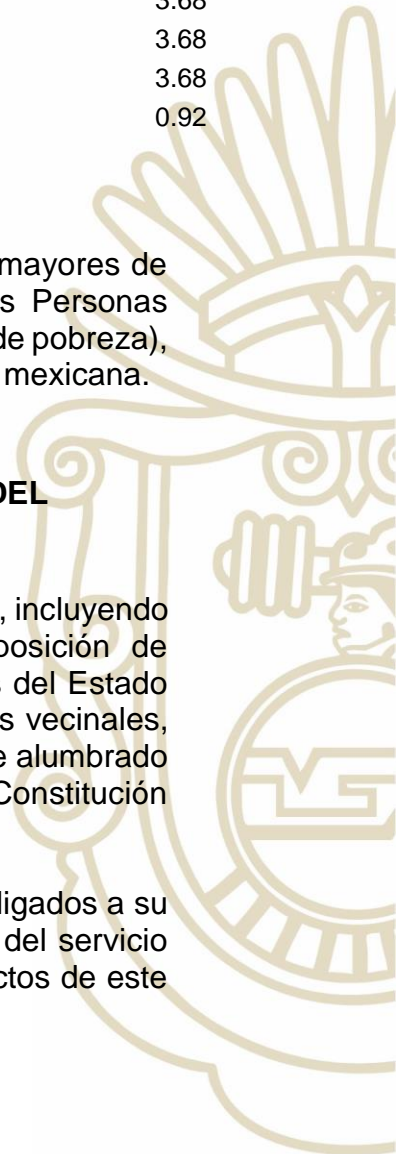 3.68
3.68
3.68
0.92
mayores de
s Personas
de pobreza),
mexicana.
DEL
, incluyendo
posición de
s del Estado
s vecinales,
e alumbrado
Constitución
ligados a su
del servicio
ctos de este